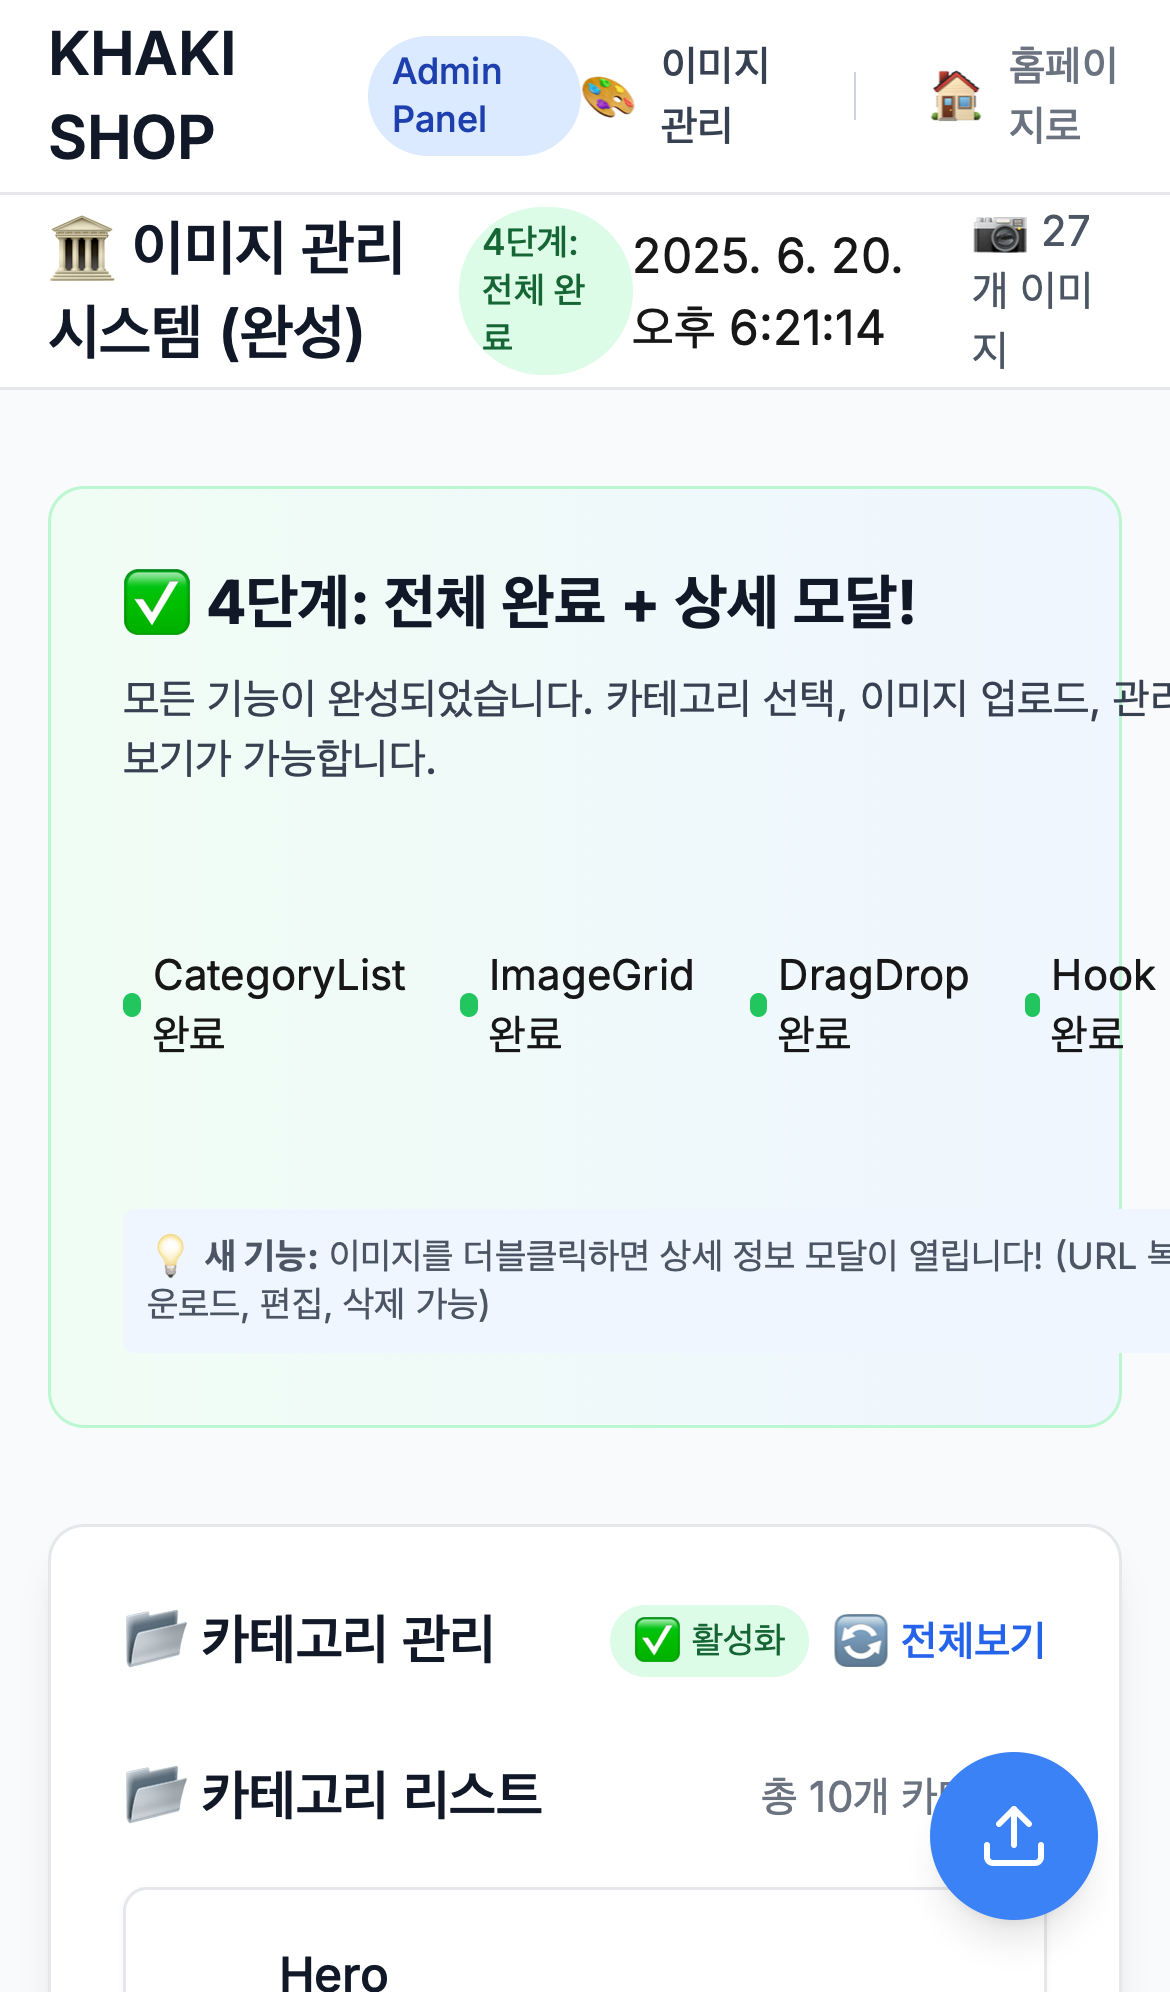 KHAKI
SHOP
Admin
Panel
이미지
관리
홈페이
지로
이미지 관리
시스템 (완성)
4단계:
전체 완
료
2025. 6. 20.
오후 6:21:14
27
개 이미
지
4단계: 전체 완료 + 상세 모달!
모든 기능이 완성되었습니다. 카테고리 선택, 이미지 업로드, 관리
보기가 가능합니다.
CategoryList
완료
ImageGrid
완료
DragDrop
완료
Hook
완료
새 기능: 이미지를 더블클릭하면 상세 정보 모달이 열립니다! (URL 복
운로드, 편집, 삭제 가능)
카테고리 관리
활성화
전체보기
카테고리 리스트
총 10개
Hero